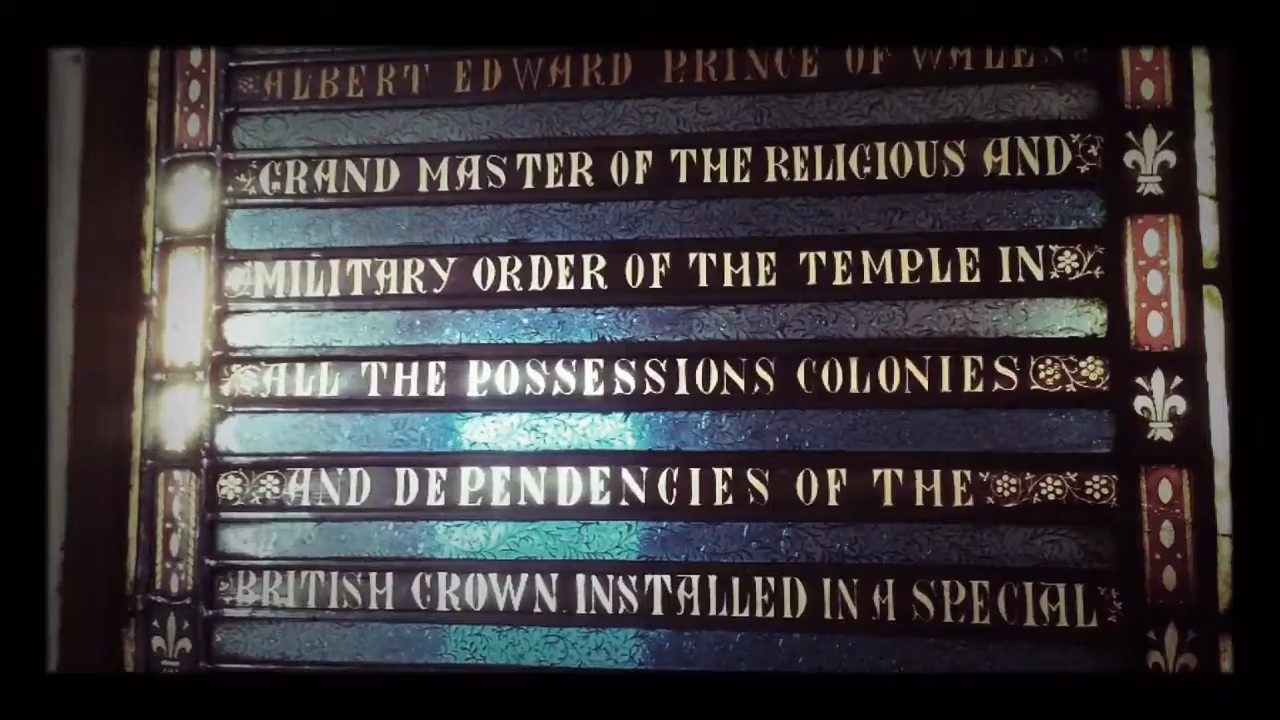 ALBERT EDWARD PRINCE OF WALES
GRAND MASTER OF THE RELIGIOUS AND
MILITARY ORDER OF THE TEMPLE IN
ALL THE POSSESSIONS COLONIES
AND DEPENDENCIES OF THE
BRITISH CROWN INSTALLED IN A SPECIAL